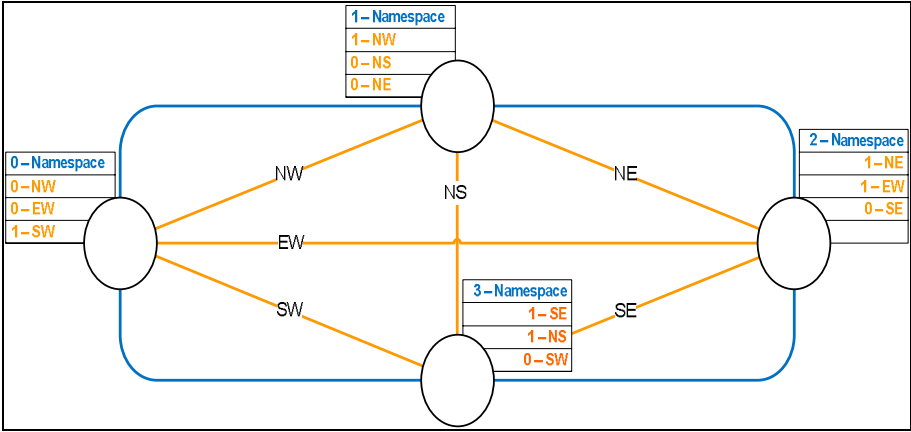 1 – Namespace
1 – NW
0 – NS
0 – NE
0 – Namespace
0 – NW
0 – EW
1 – SW
2 – Namespace
1 – NE
1 – EW
0 – SE
NW
NS
NE
EW
SW
SE
3 – Namespace
1 – SE
1 – NS
0 – SW